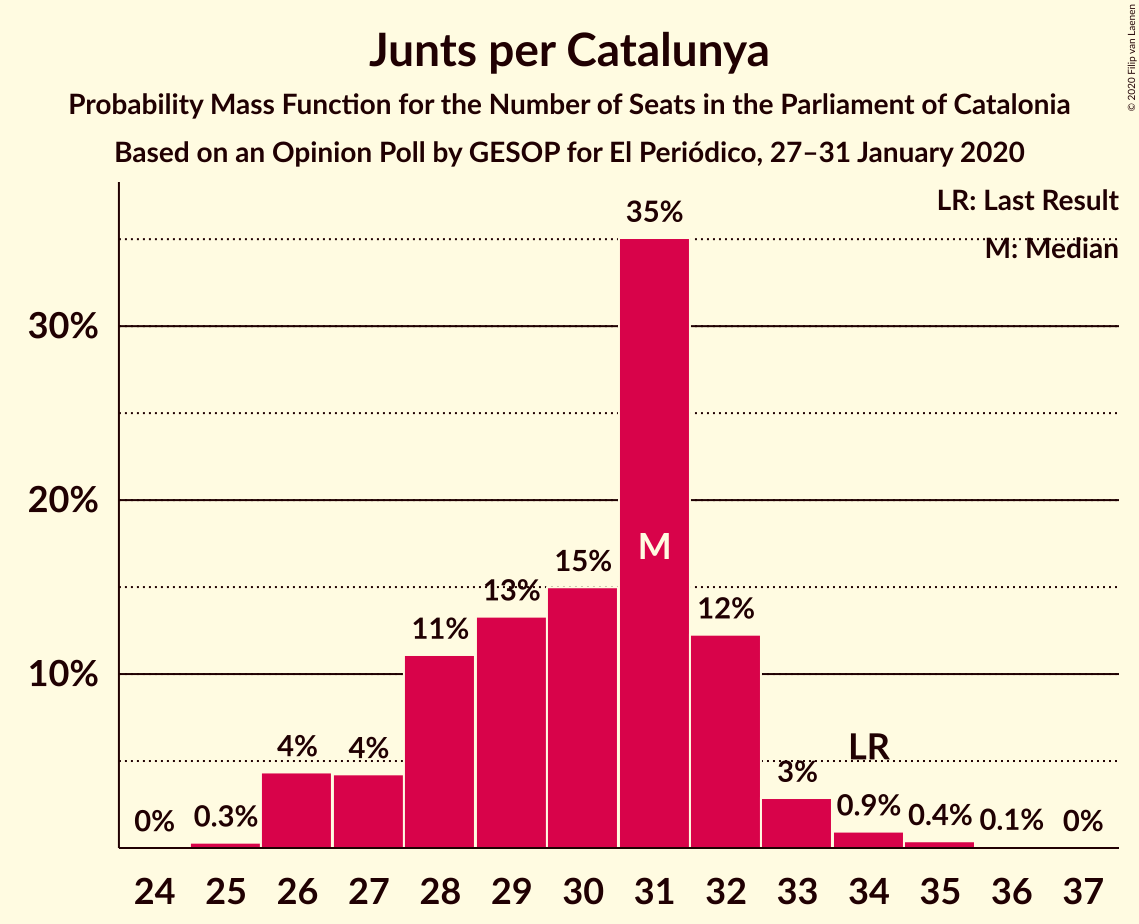 Junts per Catalunya
Probability Mass Function for the Number of Seats in the Parliament of Catalonia
Based on an Opinion Poll by GESOP for El Periódico, 27–31 January 2020
© 2020 Filip van Laenen
LR: Last Result
M: Median
35%
30%
20%
10%
0%
0.3%
4%
4%
11%
13%
15%
M
12%
3%
LR
0.9%
0.4%
0.1%
0%
24 25 26 27 28 29 30 31 32 33 34 35 36 37